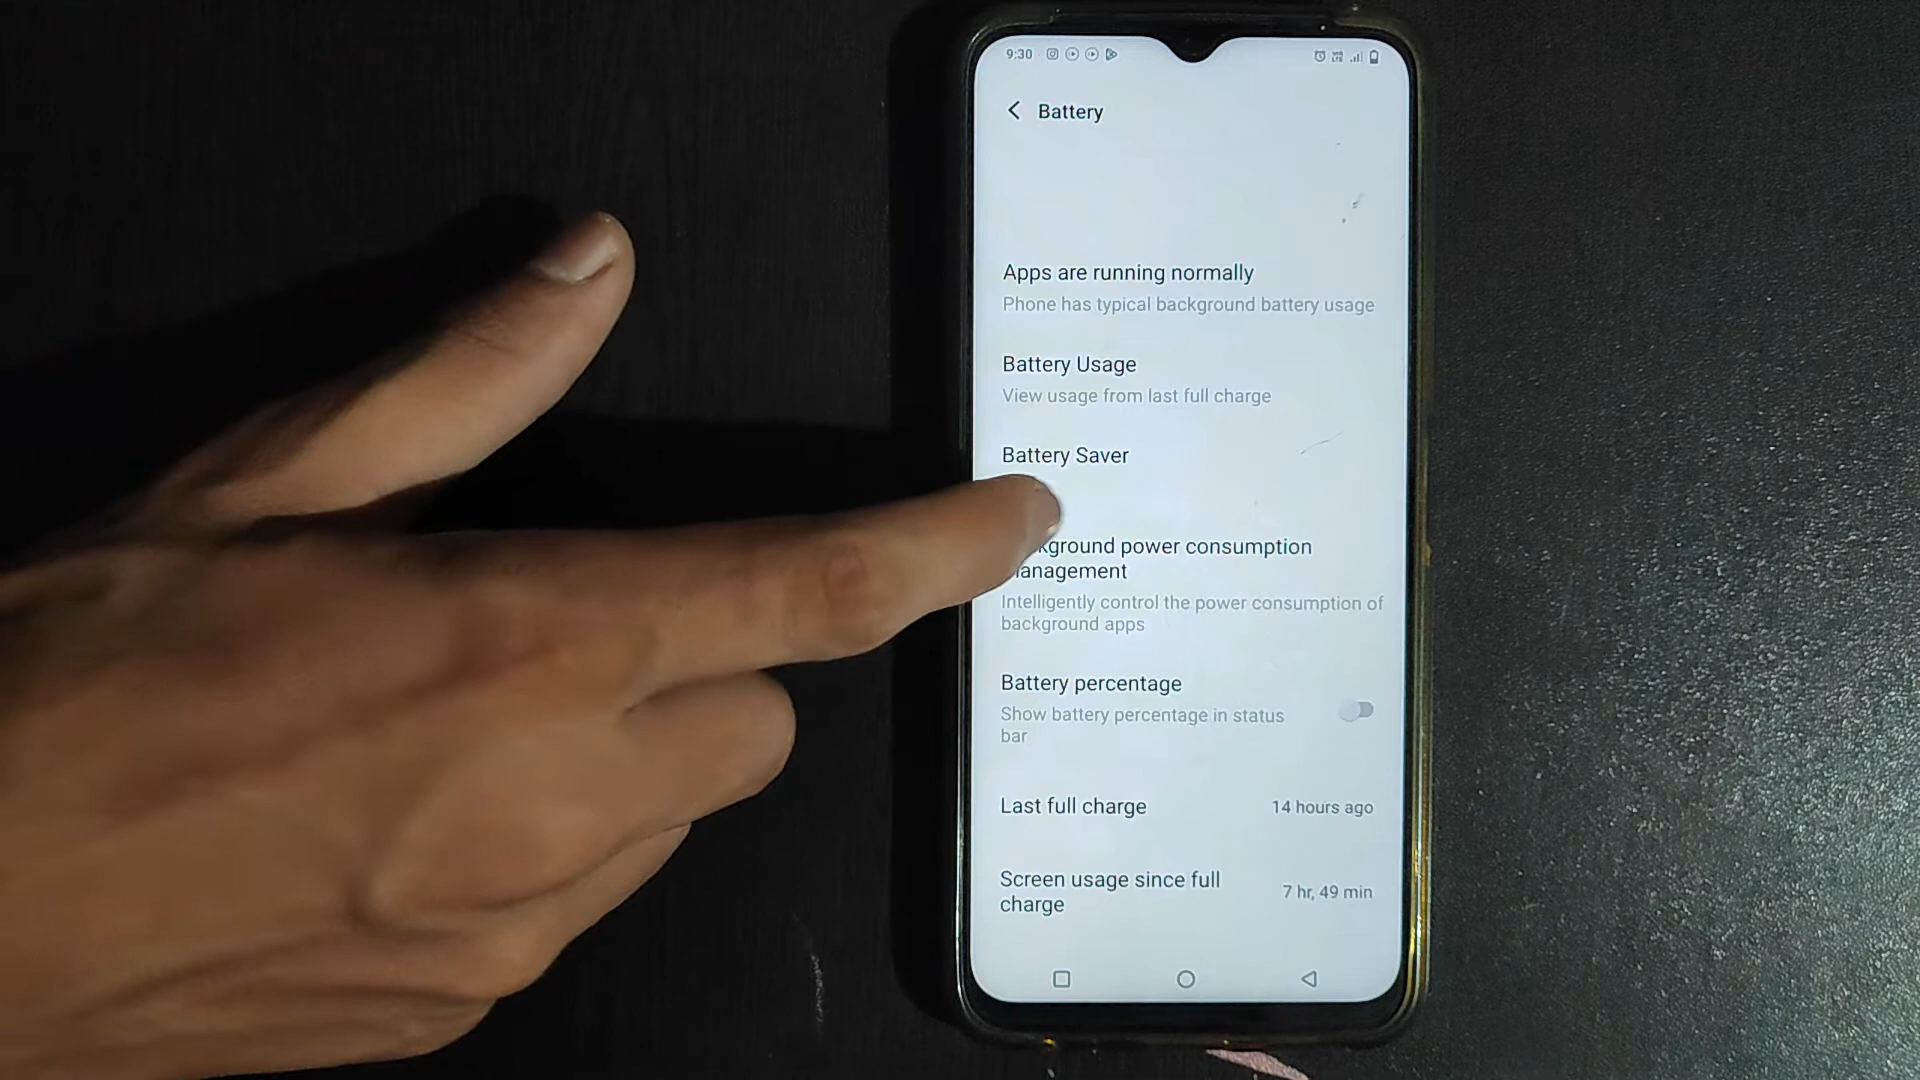 9:30
Battery
Apps are running normally
Phone has typical background battery usage
Battery Usage
View usage from last full charge
Battery Saver
kground power consumption
anagement
Intelligently control the power consumption of
background apps
Battery percentage
Show battery percentage in status
bar
Last full charge 14 hours ago
Screen usage since full
charge 7 hr, 49 min